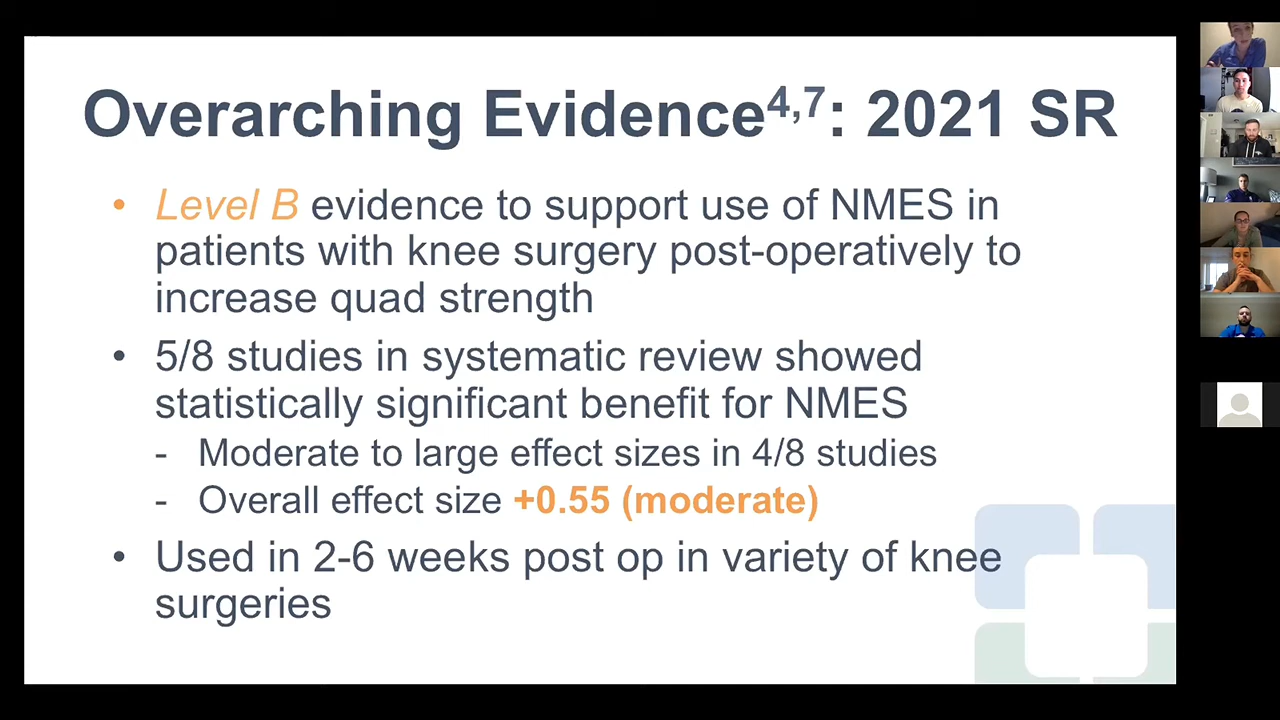 Overarching Evidence4,7: 2021 SR
• Level B evidence to support use of NMES in
patients with knee surgery post-operatively to
increase quad strength
• 5/8 studies in systematic review showed
statistically significant benefit for NMES
- Moderate to large effect sizes in 4/8 studies
- Overall effect size +0.55 (moderate)
• Used in 2-6 weeks post op in variety of knee
surgeries